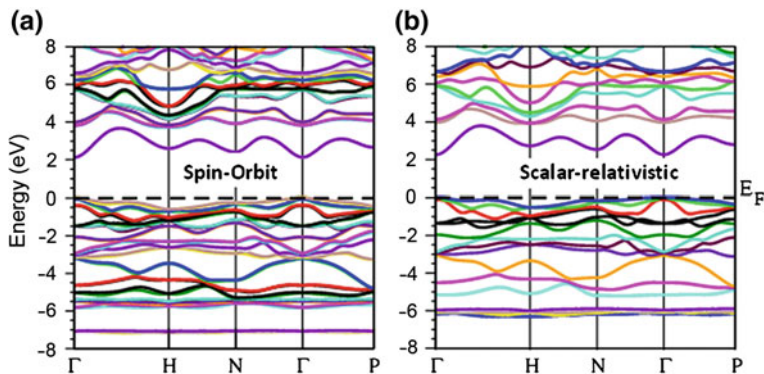 (a)
(b)
Energy (eV)
8
6
4
2
0
-2
-4
-6
-8
Spin-Orbit
Γ H N Γ P
8
6
4
2
0
-2
-4
-6
-8
Scalar-relativistic
E_F
Γ H N Γ P